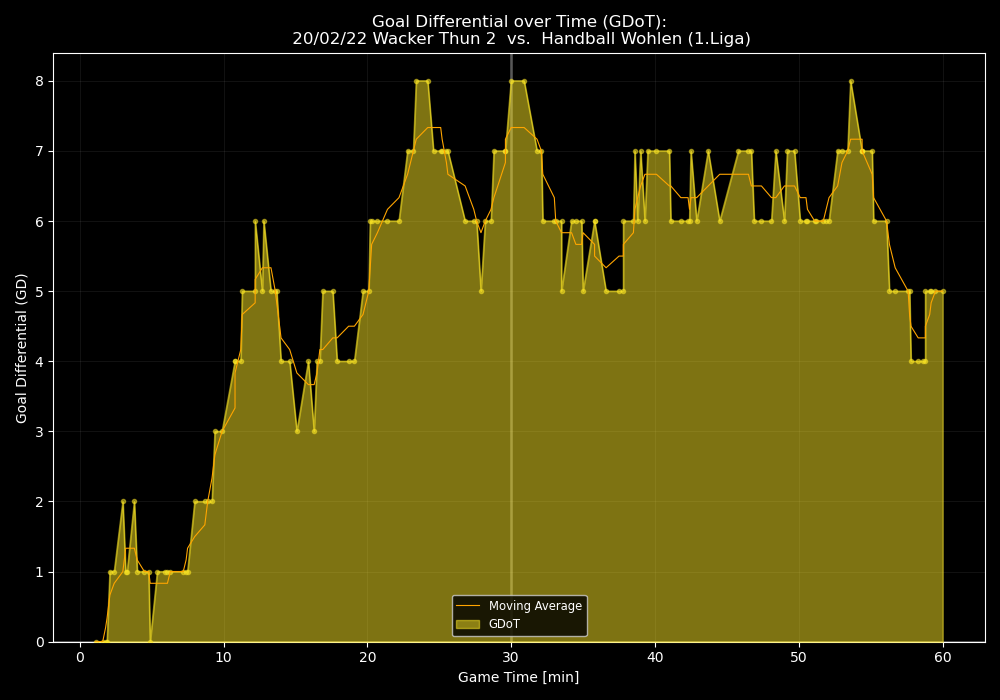 Goal Differential over Time (GDoT):
20/02/22 Wacker Thun 2  vs.  Handball Wohlen (1.Liga)
Goal Differential (GD)
8
7
6
5
4
3
2
1
0
0 10 20 30 40 50 60
Game Time [min]
Moving Average
GDoT